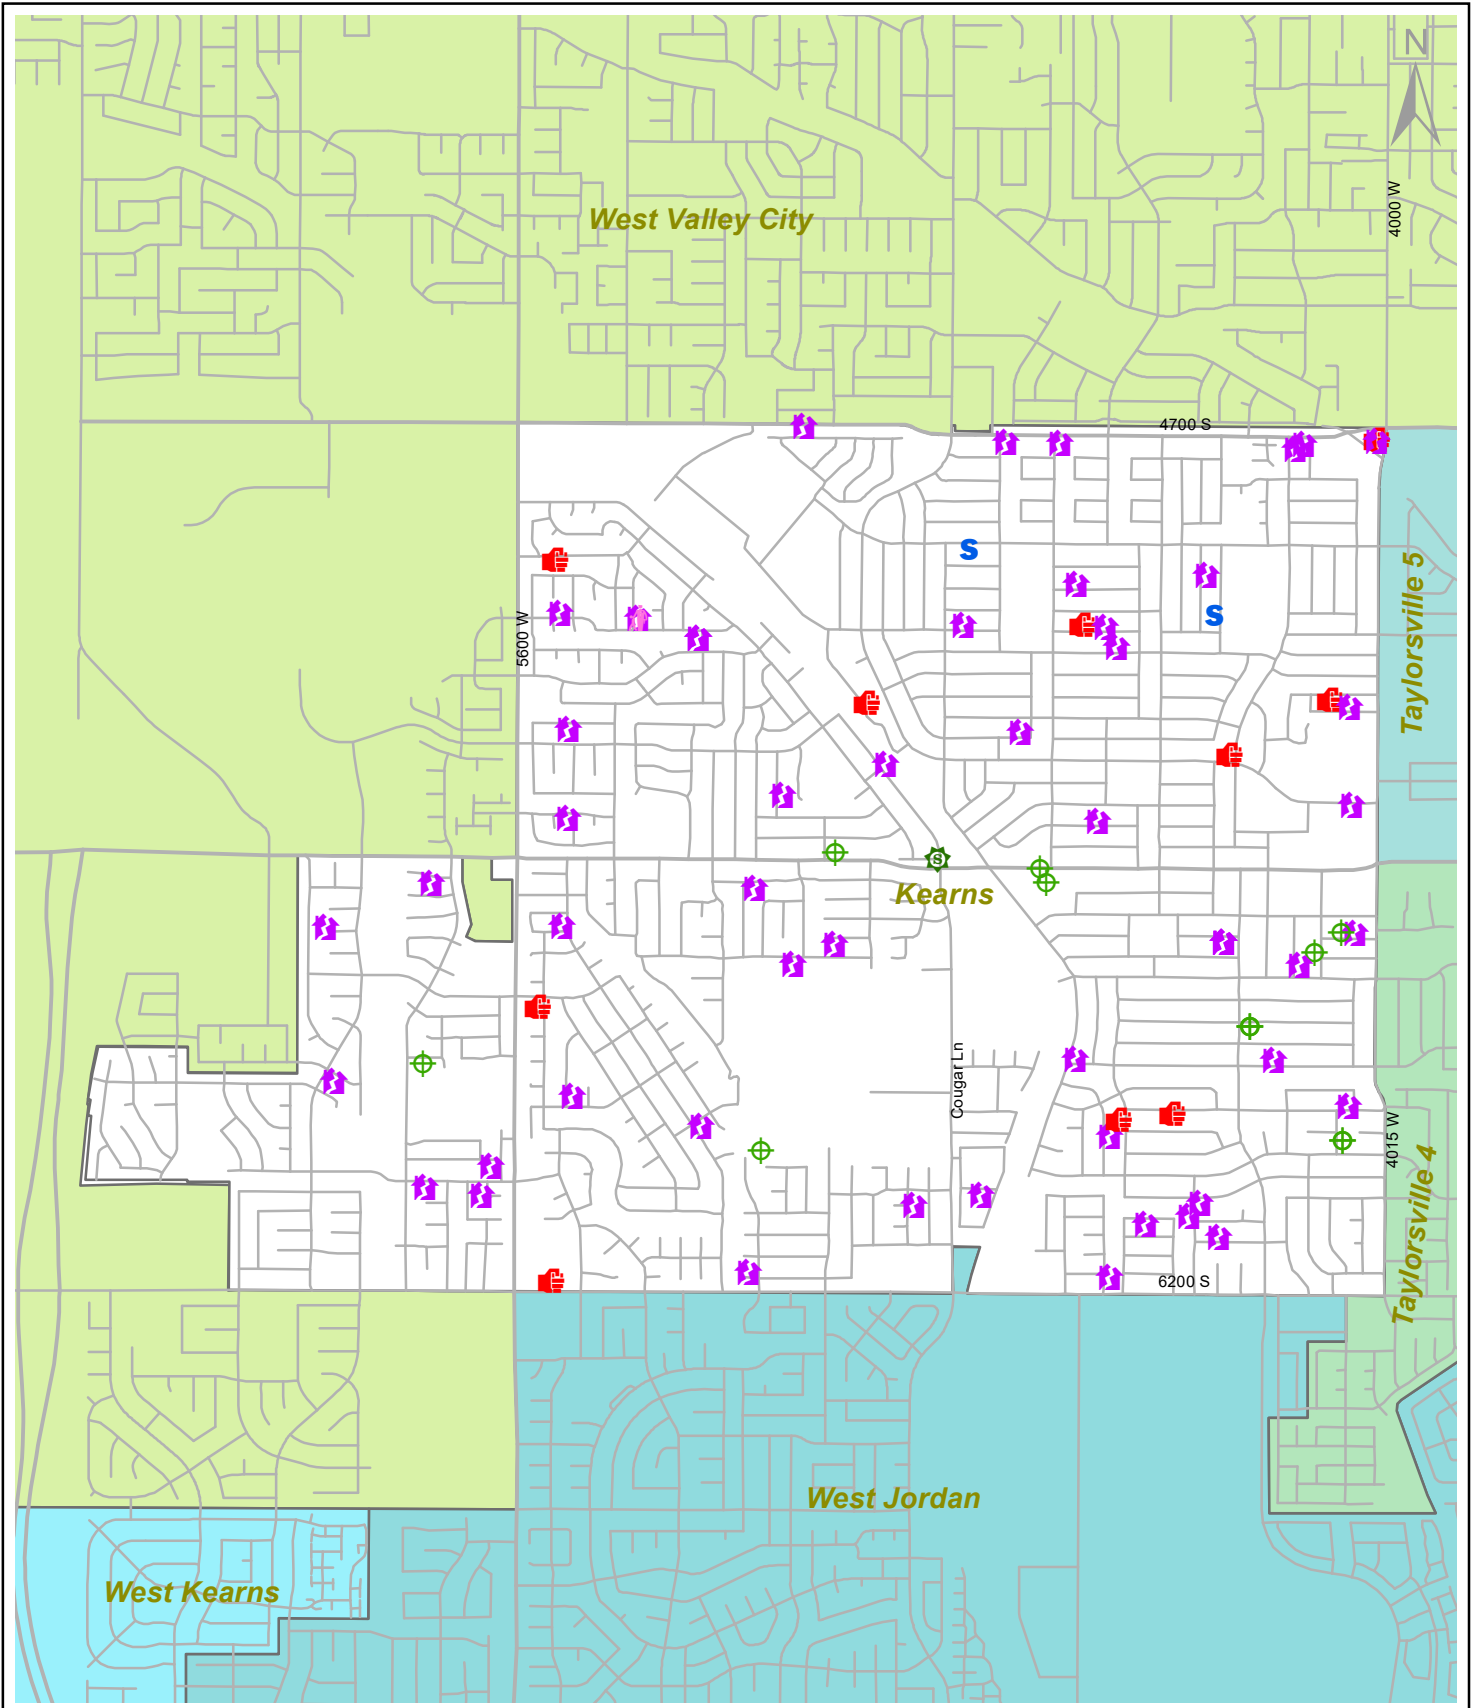 N
4000 W
West Valley City
4700 S
S
Taylorsville 5
S
5600 W
S
Kearns
Cougar Ln
4015 W
Taylorsville 4
6200 S
West Jordan
West Kearns